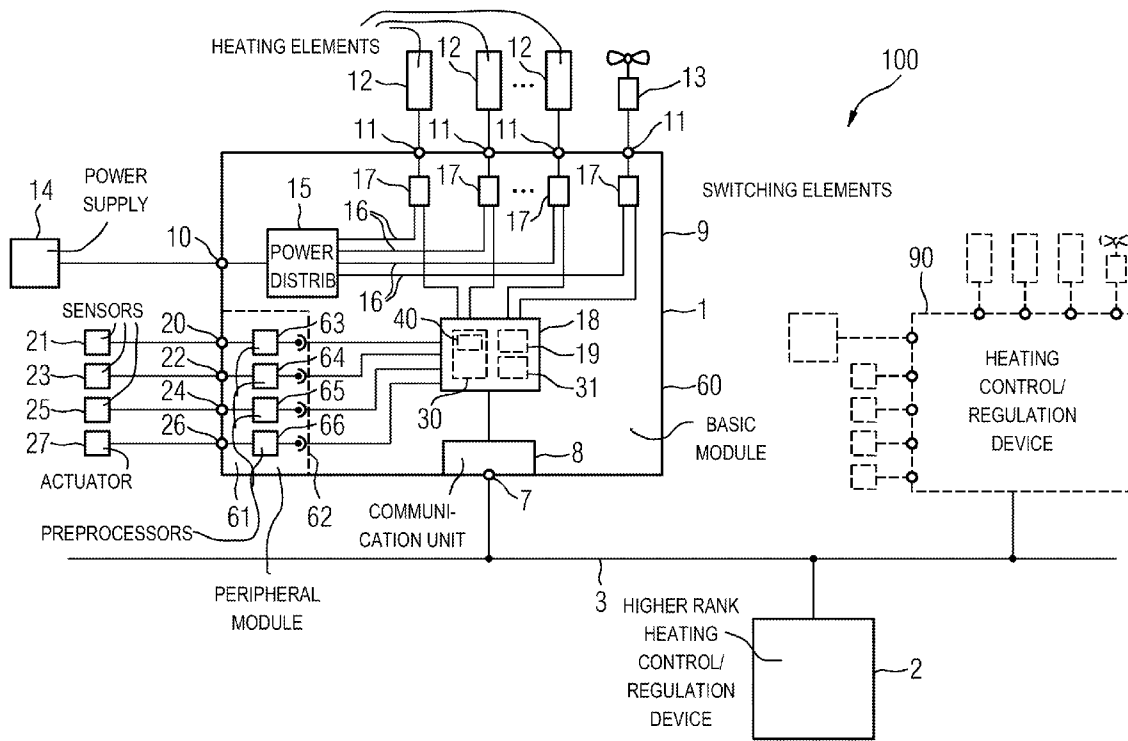 HEATING ELEMENTS
12
12
12
12
...
13
100
11
11
11
11
14
POWER
SUPPLY
15
17
17
...
17
17
SWITCHING ELEMENTS
10
16
POWER
DISTRIB
16
9
1
90
SENSORS
20
63
40
18
19
21
22
64
23
31
24
65
30
60
25
26
66
27
ACTUATOR
8
BASIC
MODULE
HEATING
CONTROL/
REGULATION
DEVICE
61
62
7
PREPROCESSORS
COMMUNI-
CATION UNIT
PERIPHERAL
MODULE
3
HIGHER RANK
HEATING
CONTROL/
REGULATION
DEVICE
2